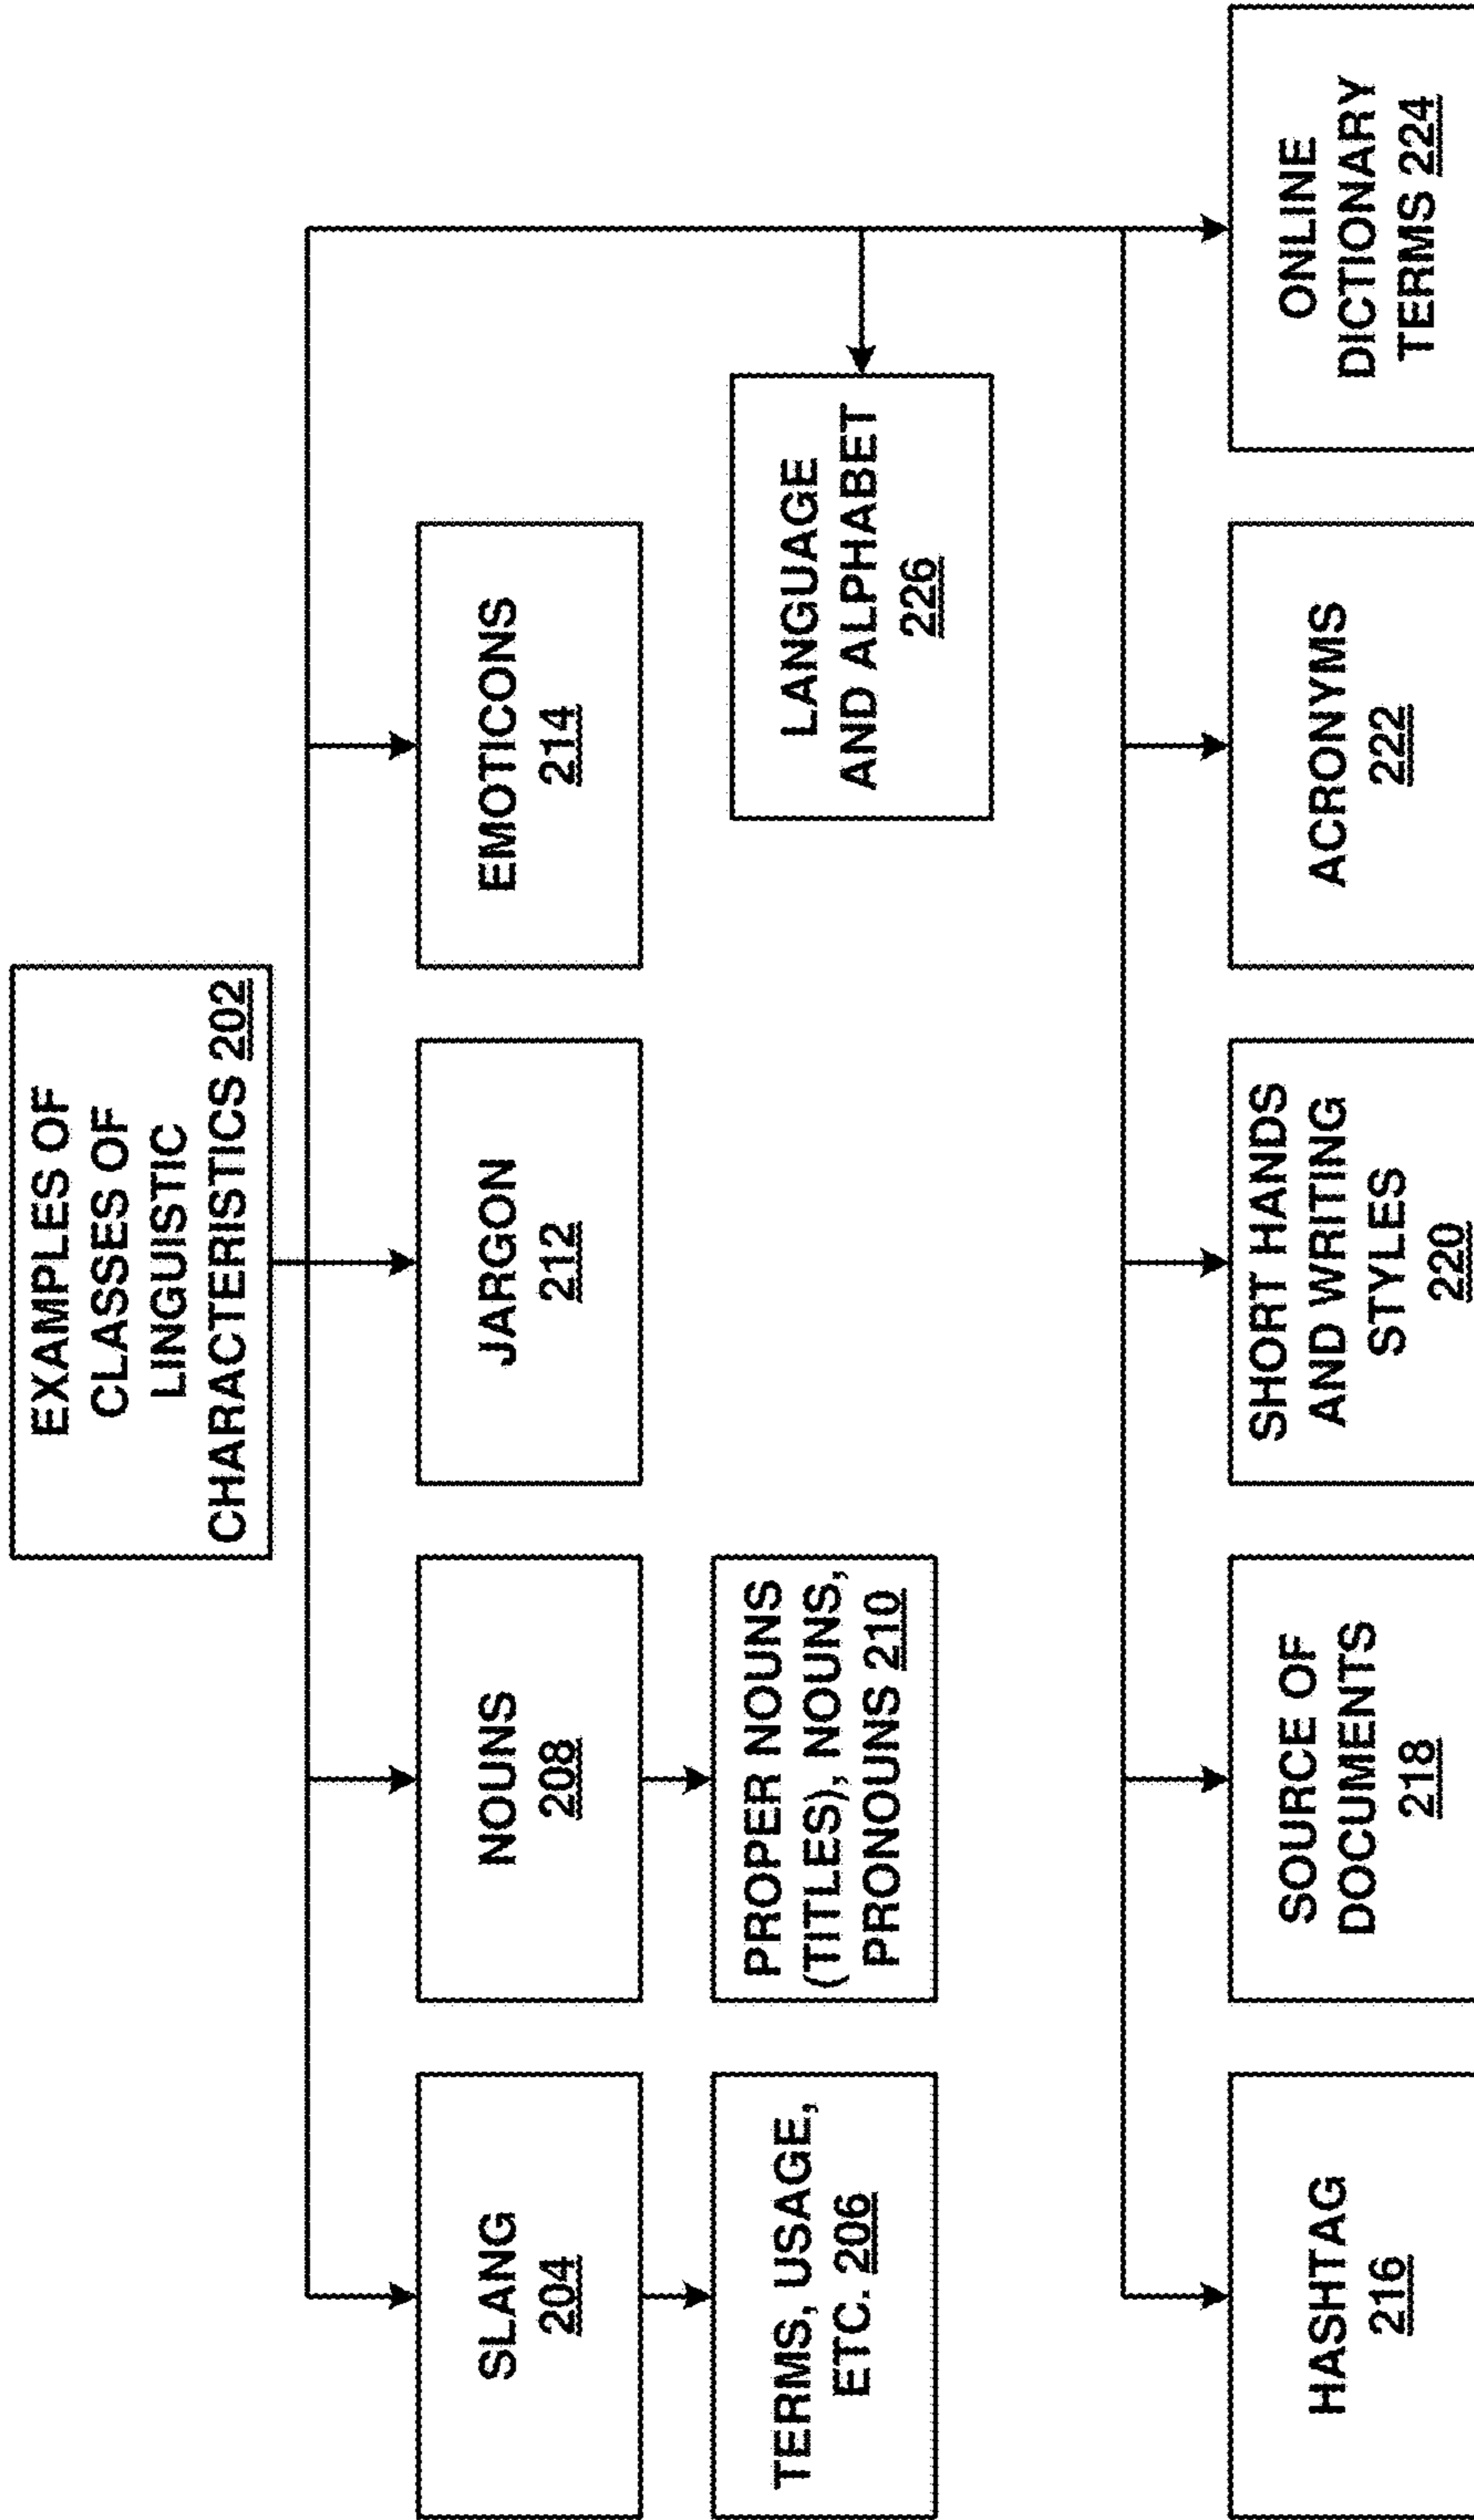 EXAMPLES OF
CLASSES OF
LINGUISTIC
CHARACTERISTICS 202
SLANG
204
NOUNS
208
JARGON
212
EMOTICONS
214
TERMS, USAGE,
ETC. 206
PROPER NOUNS
(TITLES), NOUNS,
PRONOUNS 210
LANGUAGE
AND ALPHABET
226
HASHTAG
216
SOURCE OF
DOCUMENTS
218
SHORT HANDS
AND WRITING
STYLES
220
ACRONYMS
222
ONLINE
DICTIONARY
TERMS 224